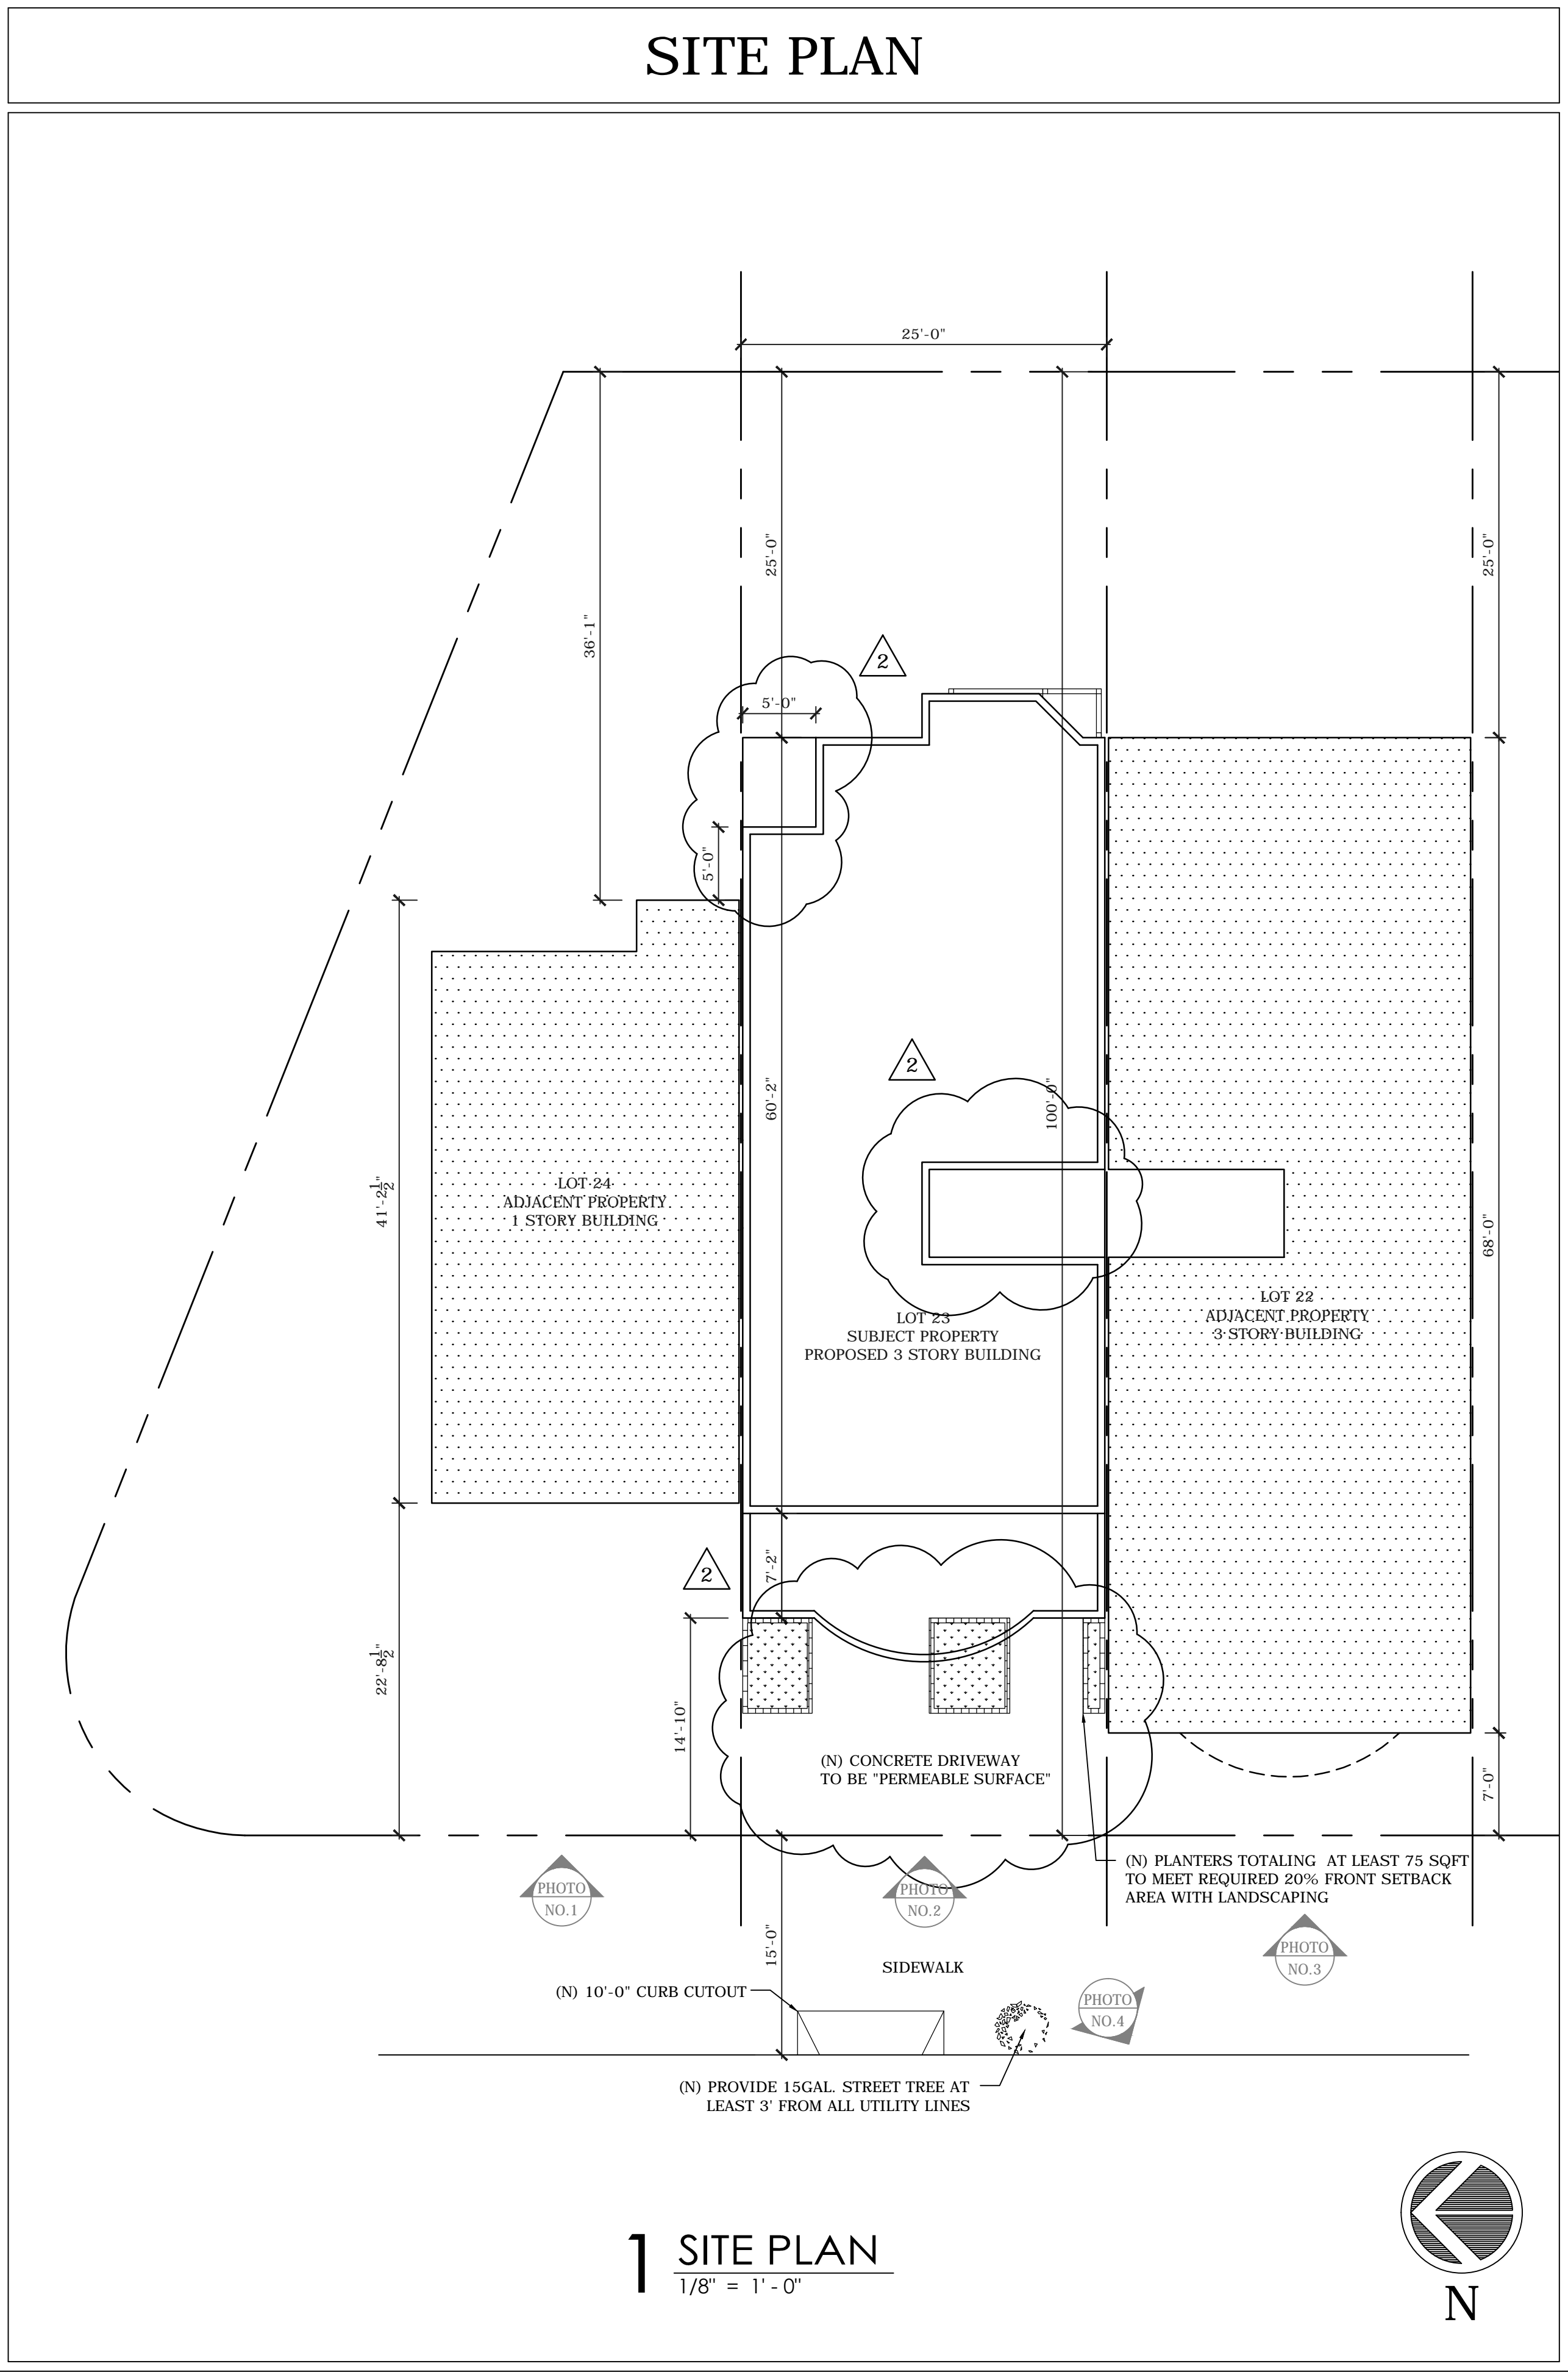 SITE PLAN
25'-0"
25'-0"
25'-0"
36'-1"
2
5'-0"
5'-0"
2
60'-2"
100'-0"
LOT 24
ADJACENT PROPERTY
1 STORY BUILDING
41'-2 1/2"
68'-0"
LOT 22
ADJACENT PROPERTY
3 STORY BUILDING
LOT 23
SUBJECT PROPERTY
PROPOSED 3 STORY BUILDING
2
7'-2"
22'-8 1/2"
14'-10"
(N) CONCRETE DRIVEWAY
TO BE "PERMEABLE SURFACE"
7'-0"
(N) PLANTERS TOTALING AT LEAST 75 SQFT
TO MEET REQUIRED 20% FRONT SETBACK
AREA WITH LANDSCAPING
PHOTO
NO.1
PHOTO
NO.2
PHOTO
NO.3
15'-0"
SIDEWALK
(N) 10'-0" CURB CUTOUT
PHOTO
NO.4
(N) PROVIDE 15GAL. STREET TREE AT
LEAST 3' FROM ALL UTILITY LINES
1 SITE PLAN
1/8" = 1'-0"
N